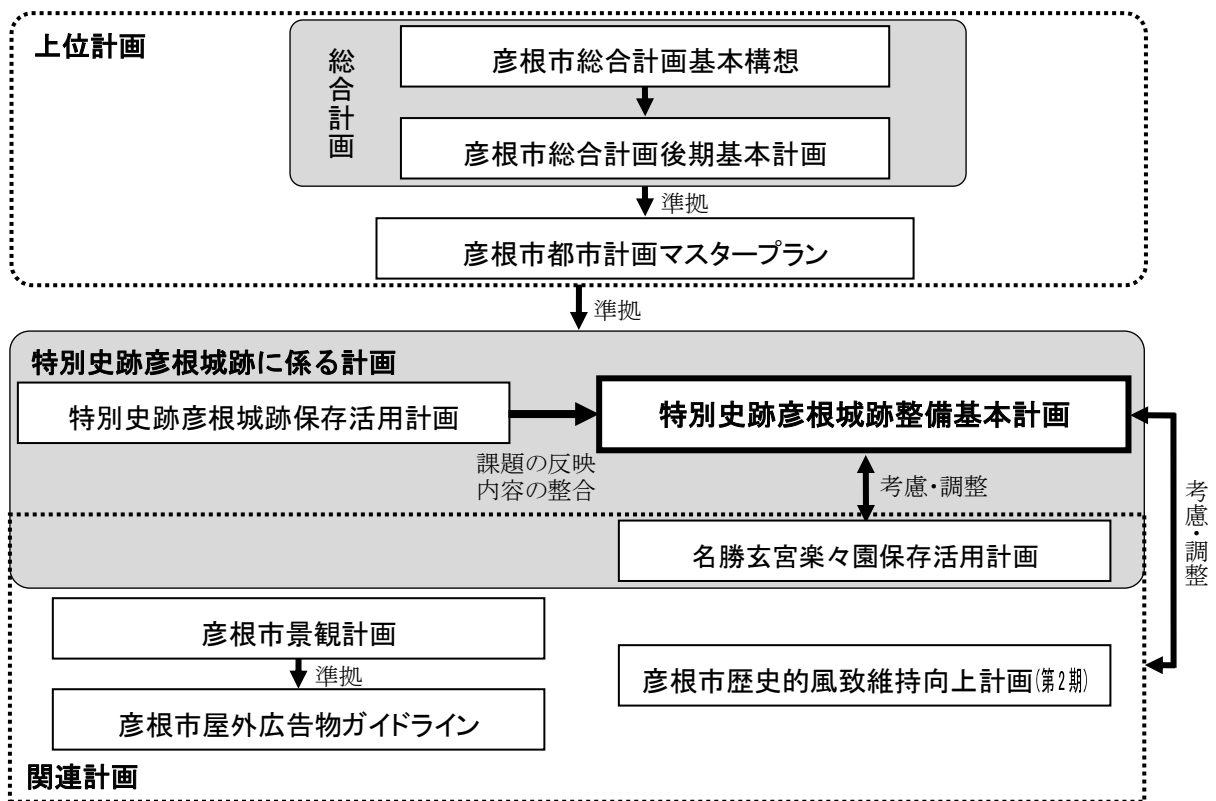 上位計画
総合計画
彦根市総合計画基本構想
彦根市総合計画後期基本計画
準拠
彦根市都市計画マスタープラン
準拠
特別史跡彦根城跡に係る計画
特別史跡彦根城跡保存活用計画
特別史跡彦根城跡整備基本計画
課題の反映
内容の整合
考慮・調整
考慮・調整
名勝玄宮楽々園保存活用計画
彦根市景観計画
準拠
彦根市歴史的風致維持向上計画(第2期)
彦根市屋外広告物ガイドライン
関連計画